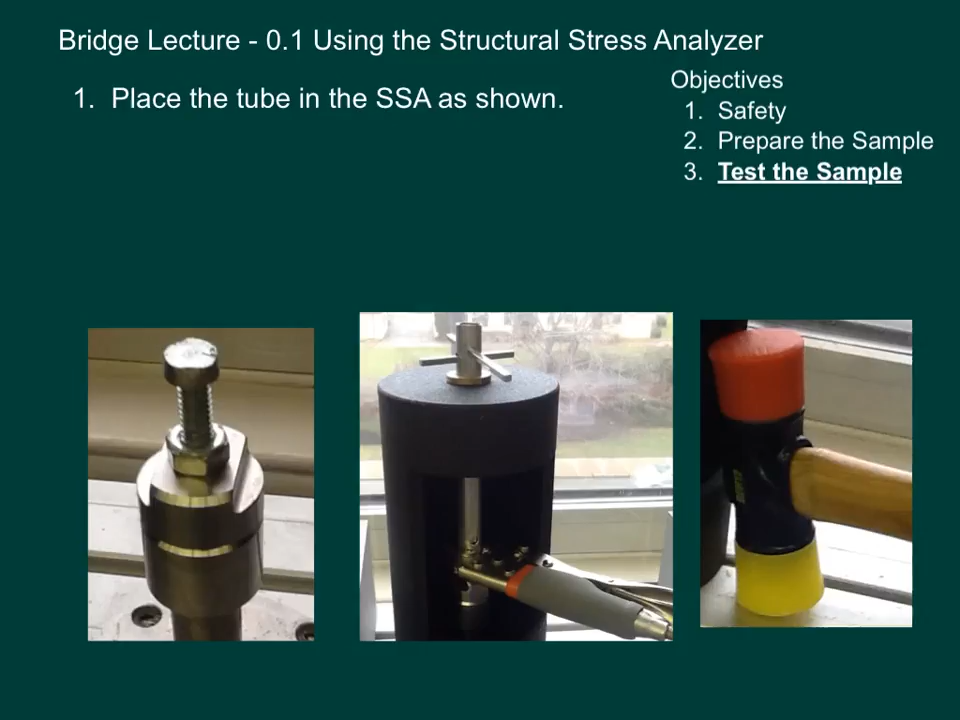 Bridge Lecture - 0.1 Using the Structural Stress Analyzer
1. Place the tube in the SSA as shown.
Objectives
1. Safety
2. Prepare the Sample
3. Test the Sample